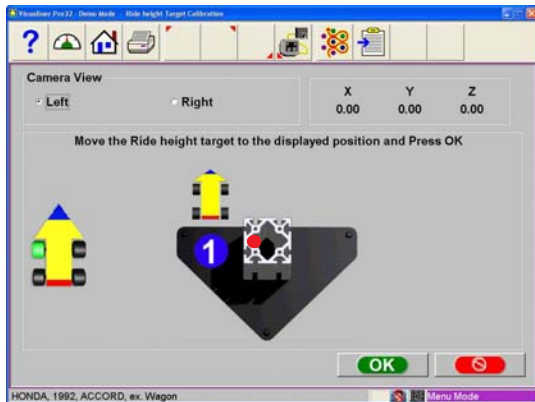 Visualiner Pro32 - Demo Mode - Ride height Target Calibration
?
Camera View
Left
Right
X Y Z
0.00 0.00 0.00
Move the Ride height target to the displayed position and Press OK
1
OK
HONDA, 1992, ACCORD, ex. Wagon
Menu Mode